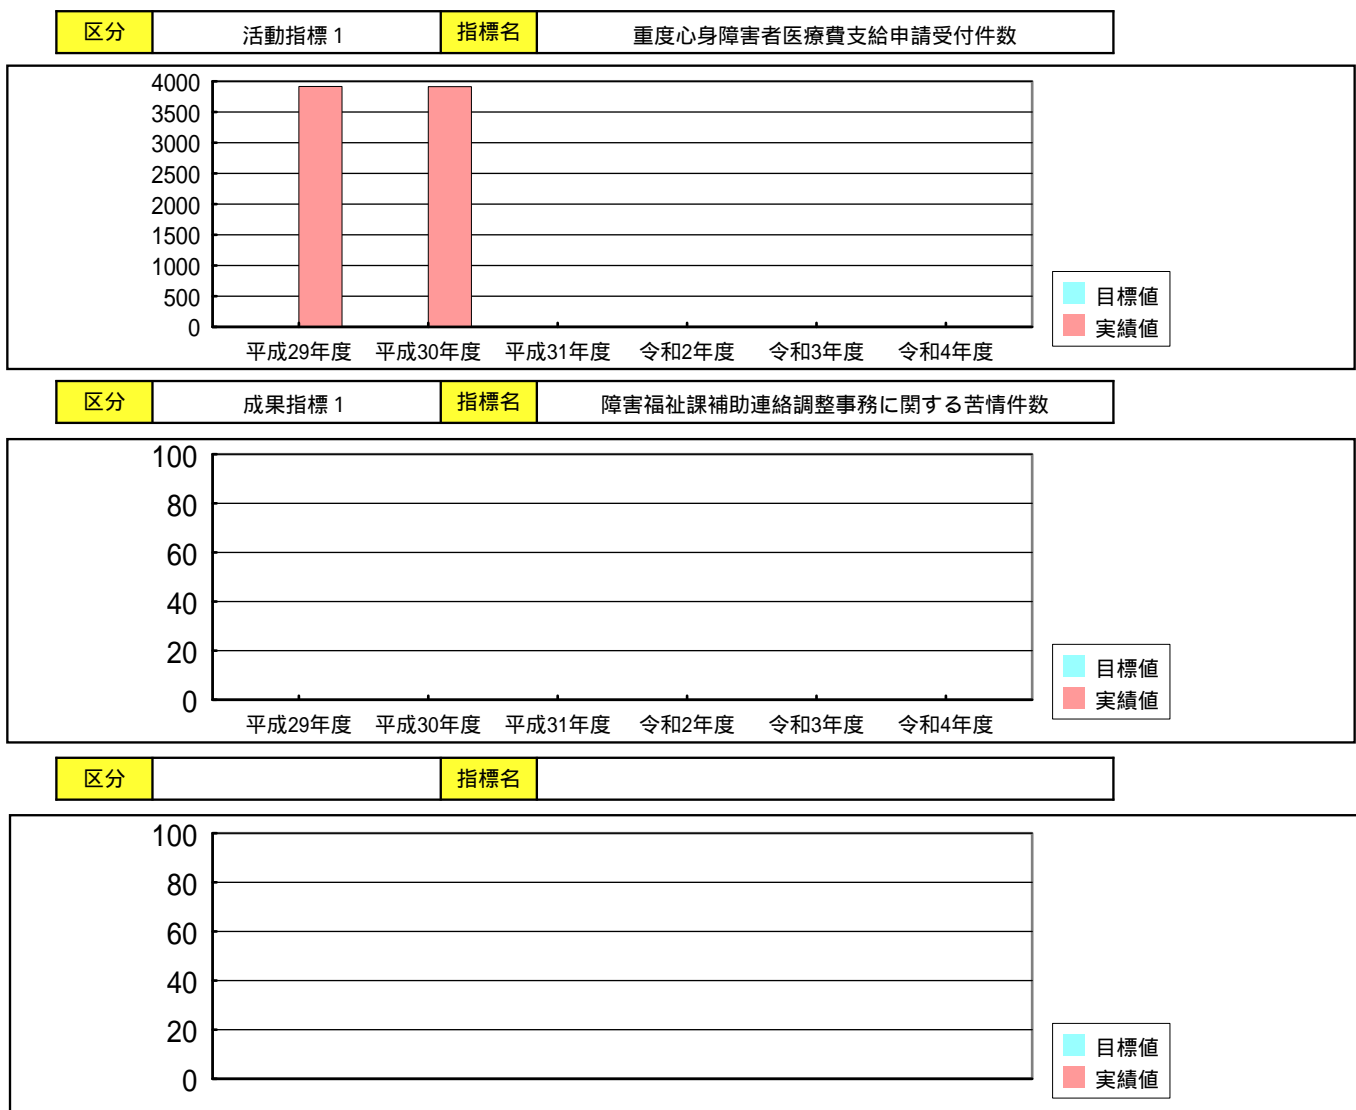 区分 活動指標1 指標名 重度心身障害者医療費支給申請受付件数
4000
3500
3000
2500
2000
1500
1000
500
0
平成29年度 平成30年度 平成31年度 令和2年度 令和3年度 令和4年度
目標値
実績値
区分 成果指標1 指標名 障害福祉課補助連絡調整事務に関する苦情件数
100
80
60
40
20
0
平成29年度 平成30年度 平成31年度 令和2年度 令和3年度 令和4年度
目標値
実績値
区分 指標名
100
80
60
40
20
0
目標値
実績値